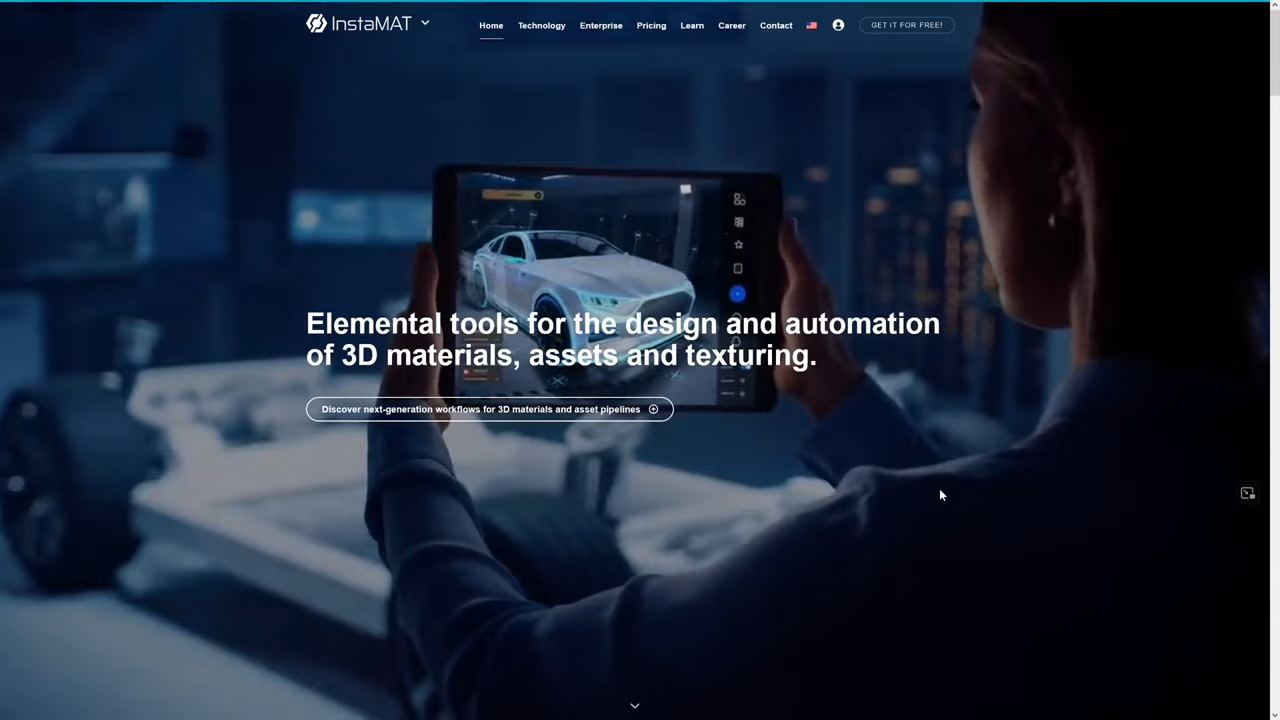 InstaMAT
Home Technology Enterprise Pricing Learn Career Contact GET IT FOR FREE!
Elemental tools for the design and automation
of 3D materials, assets and texturing.
Discover next-generation workflows for 3D materials and asset pipelines